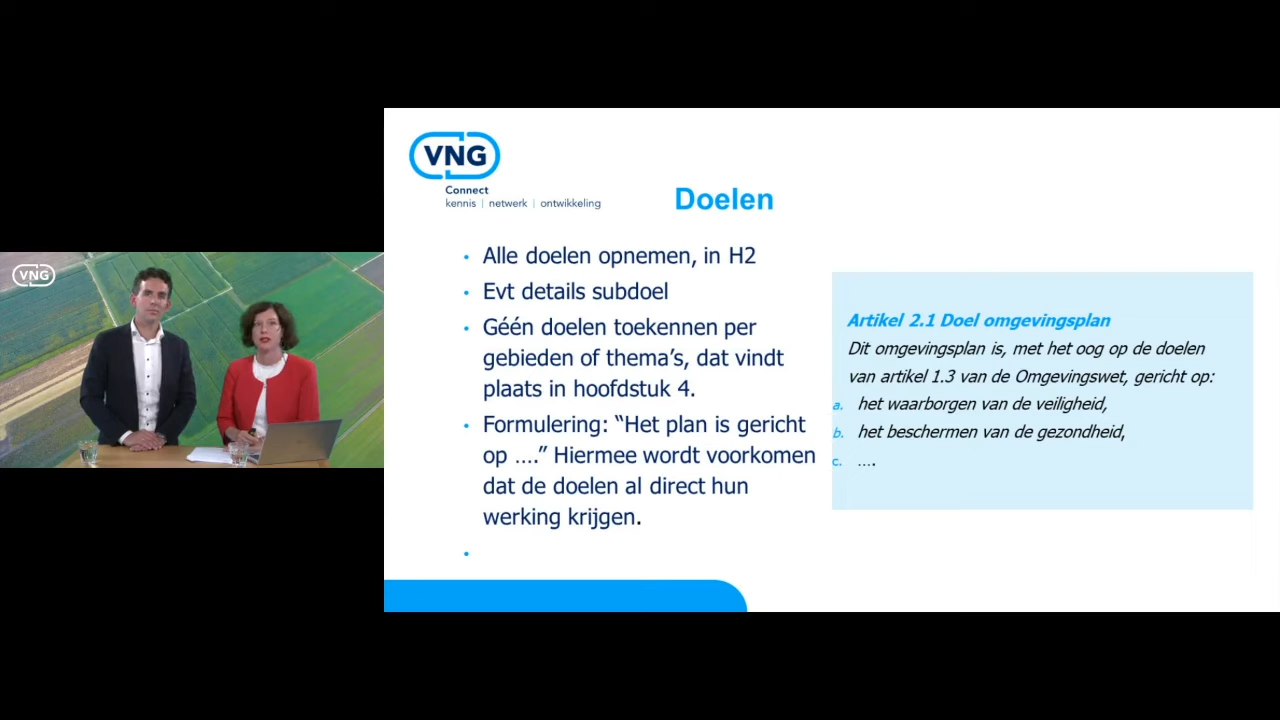 VNG
Connect
kennis | netwerk | ontwikkeling
Doelen
• Alle doelen opnemen, in H2
• Evt details subdoel
• Géén doelen toekennen per
gebieden of thema's, dat vindt
plaats in hoofdstuk 4.
• Formulering: “Het plan is gericht
op ….” Hiermee wordt voorkomen
dat de doelen al direct hun
werking krijgen.
•
Artikel 2.1 Doel omgevingsplan
Dit omgevingsplan is, met het oog op de doelen
van artikel 1.3 van de Omgevingswet, gericht op:
a. het waarborgen van de veiligheid,
b. het beschermen van de gezondheid,
c. ….
VNG